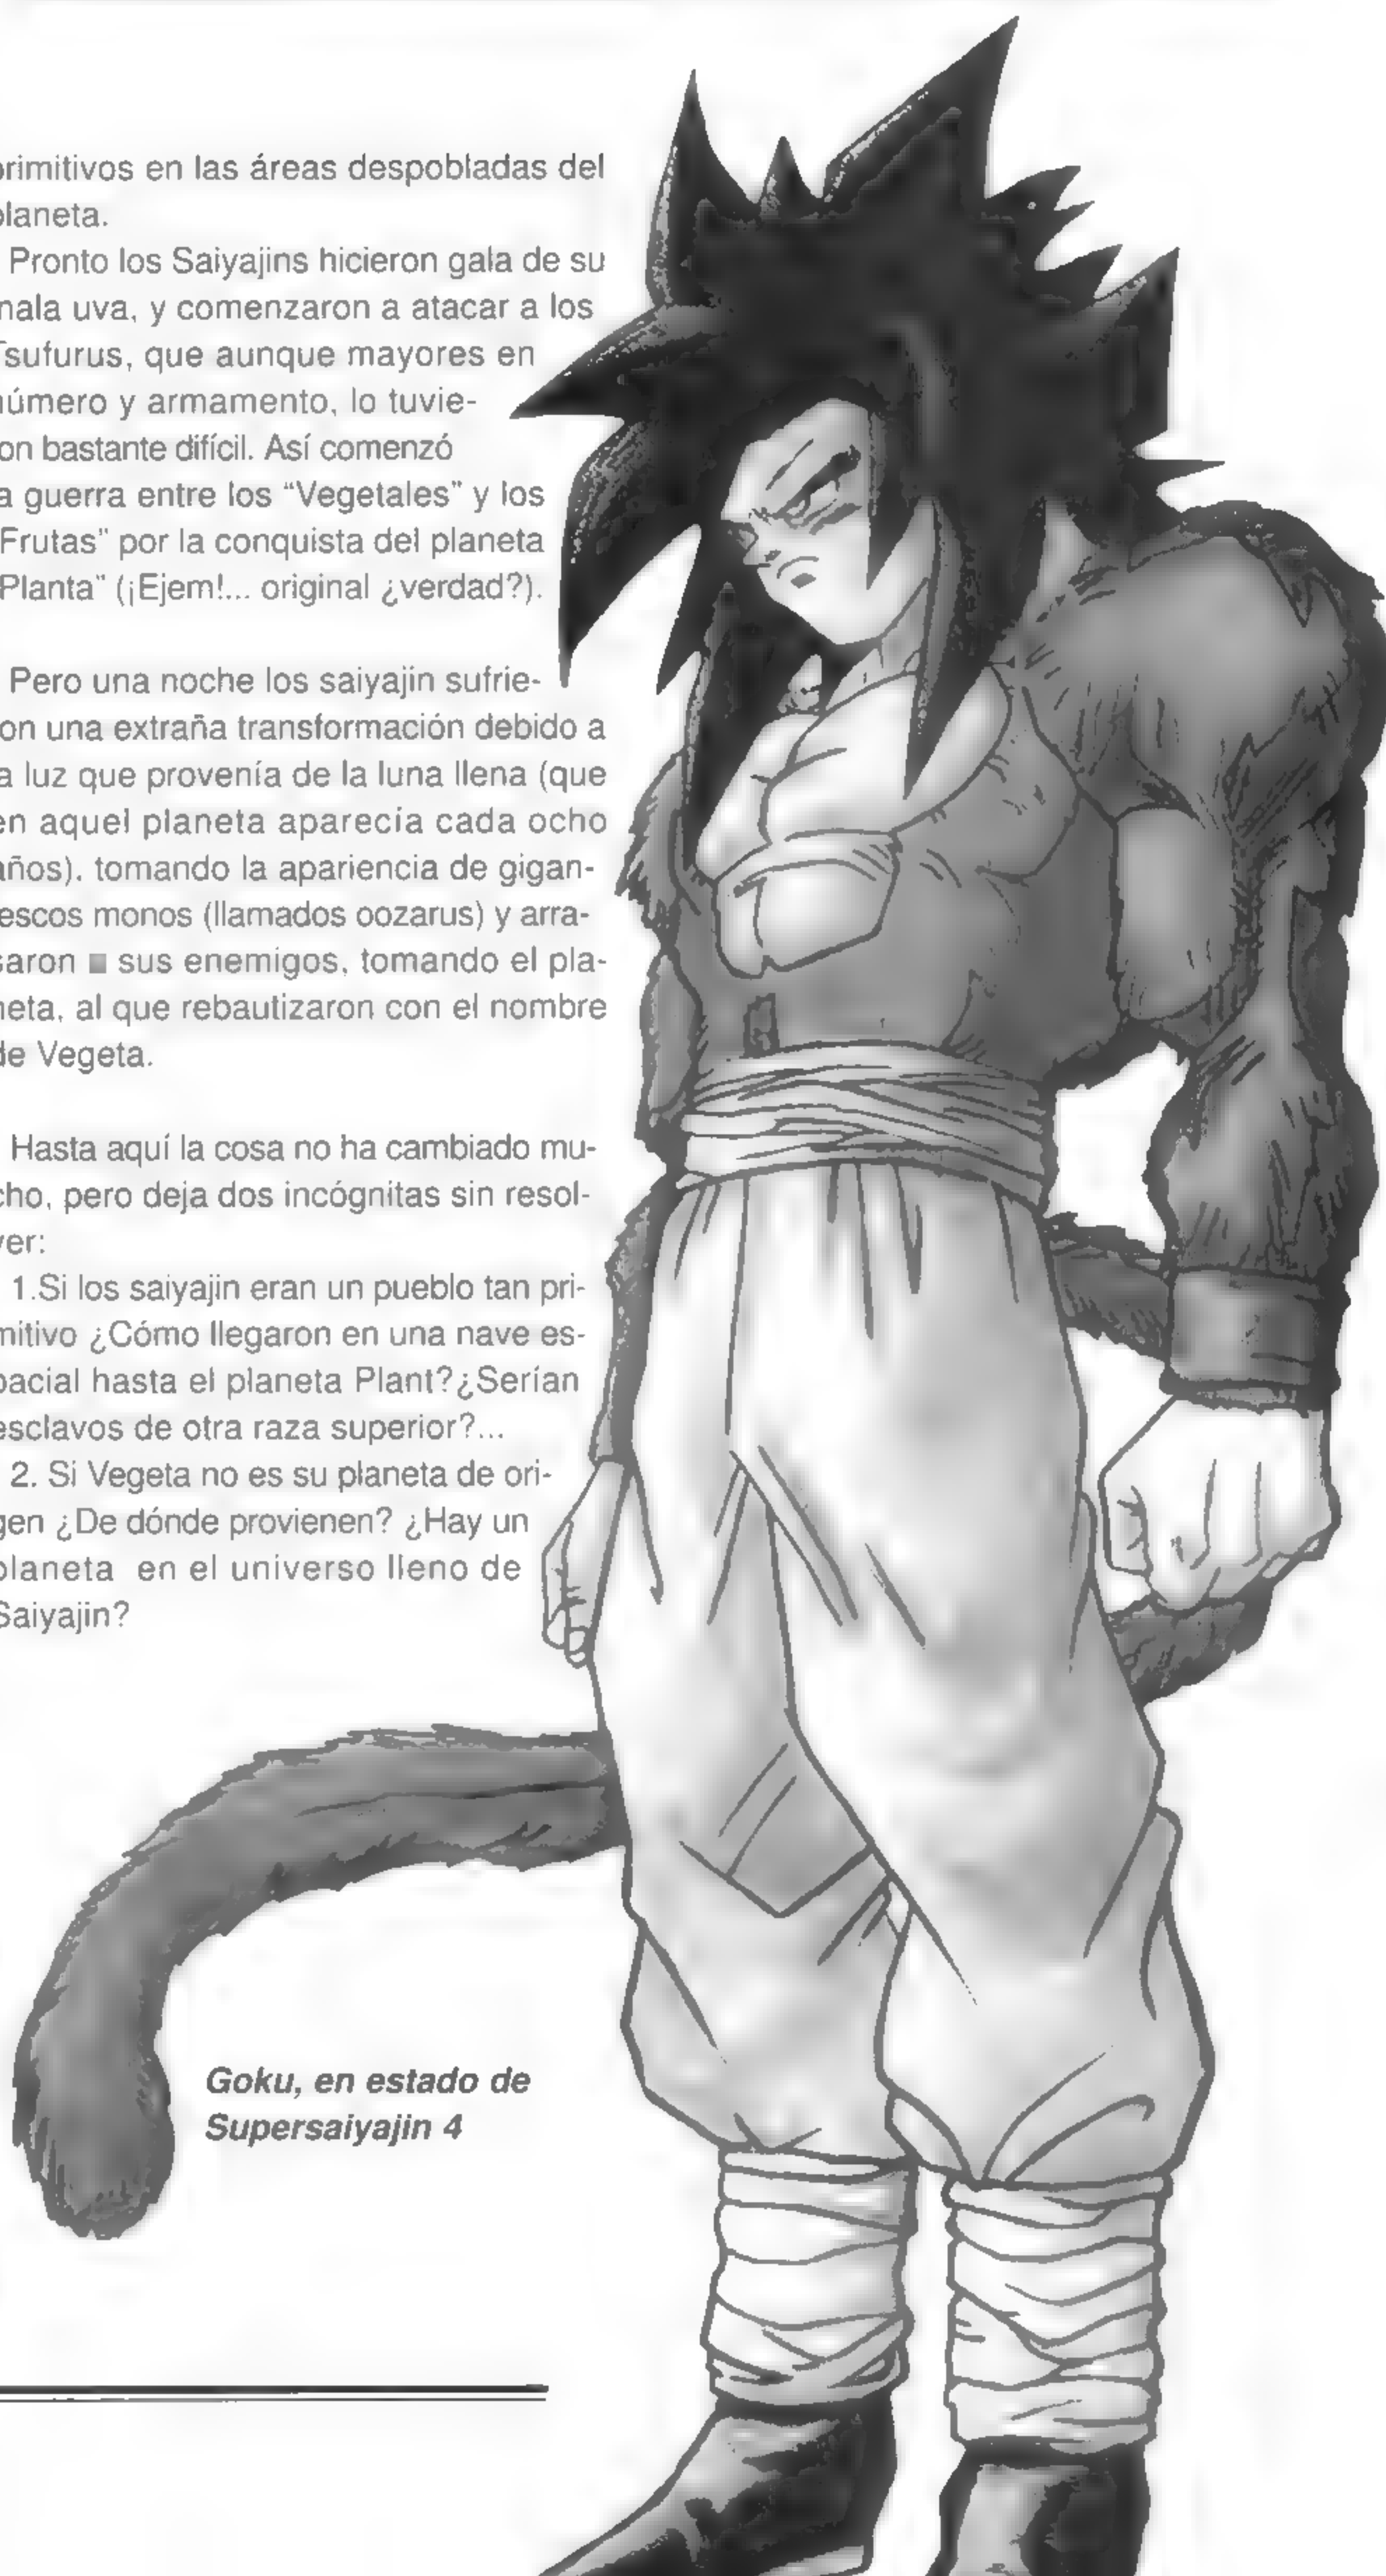 primitivos en las áreas despobladas del
planeta.
Pronto los Saiyajins hicieron gala de su
mala uva, y comenzaron a atacar a los
Tsufurus, que aunque mayores en
número y armamento, lo tuvie-
ron bastante difícil. Así comenzó
la guerra entre los “Vegetales” y los
“Frutas” por la conquista del planeta
“Planta” (¡Ejem!... original ¿verdad?).
Pero una noche los saiyajin sufrie-
ron una extraña transformación debido a
la luz que provenía de la luna llena (que
en aquel planeta aparecía cada ocho
años), tomando la apariencia de gigan-
tescos monos (llamados oozarus) y arra-
saron a sus enemigos, tomando el pla-
neta, al que rebautizaron con el nombre
de Vegeta.
Hasta aquí la cosa no ha cambiado mu-
cho, pero deja dos incógnitas sin resol-
ver:
1.Si los saiyajin eran un pueblo tan pri-
mitivo ¿Cómo llegaron en una nave es-
pacial hasta el planeta Plant?¿Serían
esclavos de otra raza superior?...
2. Si Vegeta no es su planeta de ori-
gen ¿De dónde provienen? ¿Hay un
planeta en el universo lleno de
Saiyajin?
Goku, en estado de
Supersaiyajin 4